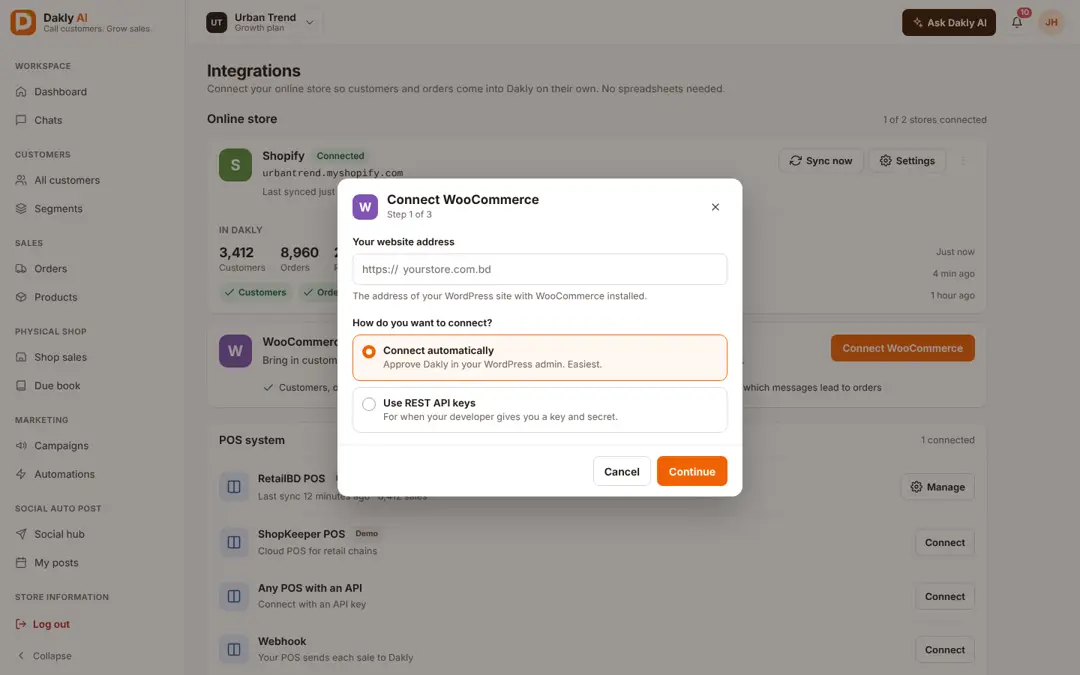 Dakly AI
Call customers. Grow sales.
UT
Urban Trend
Growth plan
Ask Dakly AI
10
JH
WORKSPACE
Dashboard
Chats
CUSTOMERS
All customers
Segments
SALES
Orders
Products
PHYSICAL SHOP
Shop sales
Due book
MARKETING
Campaigns
Automations
SOCIAL AUTO POST
Social hub
My posts
STORE INFORMATION
Log out
Collapse
Integrations
Connect your online store so customers and orders come into Dakly on their own. No spreadsheets needed.
Online store
1 of 2 stores connected
S
Shopify
Connected
urbantrend.myshopify.com
Last synced just
Sync now
Settings
IN DAKLY
3,412
Customers
8,960
Orders
Customers
Just now
4 min ago
1 hour ago
W
Connect WooCommerce
Step 1 of 3
Your website address
https:// yourstore.com.bd
The address of your WordPress site with WooCommerce installed.
How do you want to connect?
Connect automatically
Approve Dakly in your WordPress admin. Easiest.
Use REST API keys
For when your developer gives you a key and secret.
Cancel
Continue
W
Bring in
Customers,
which messages lead to orders
Connect WooCommerce
POS system
1 connected
RetailBD POS
Last sync 12 minutes ago
Manage
ShopKeeper POS
Demo
Cloud POS for retail chains
Connect
Any POS with an API
Connect with an API key
Connect
Webhook
Your POS sends each sale to Dakly
Connect